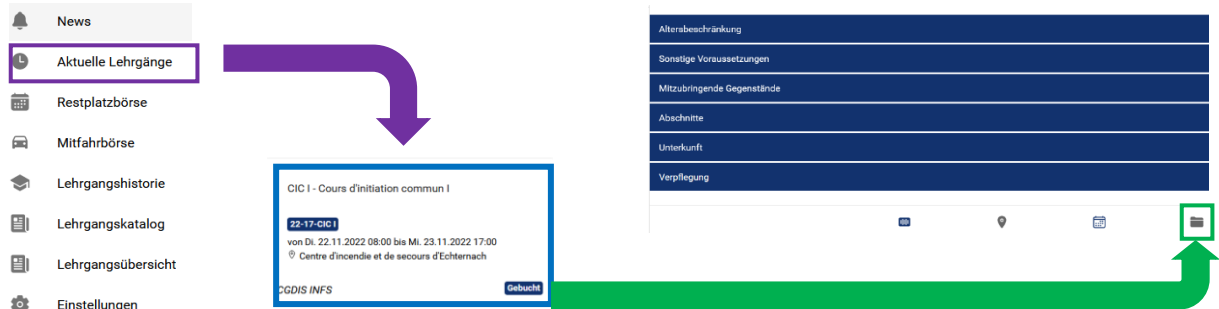 News
Aktuelle Lehrgänge
Restplatzbörse
Mitfahrbörse
Lehrgangshistorie
Lehrgangskatalog
Lehrgangsübersicht
Einstellungen
CIC I - Cours d'initiation commun I
22-17-CIC I
von Di. 22.11.2022 08:00 bis Mi. 23.11.2022 17:00
Centre d'incendie et de secours d'Echternach
CGDIS INFS
Gebucht
Altersbeschränkung
Sonstige Voraussetzungen
Mitzubringende Gegenstände
Abschnitte
Unterkunft
Verpflegung